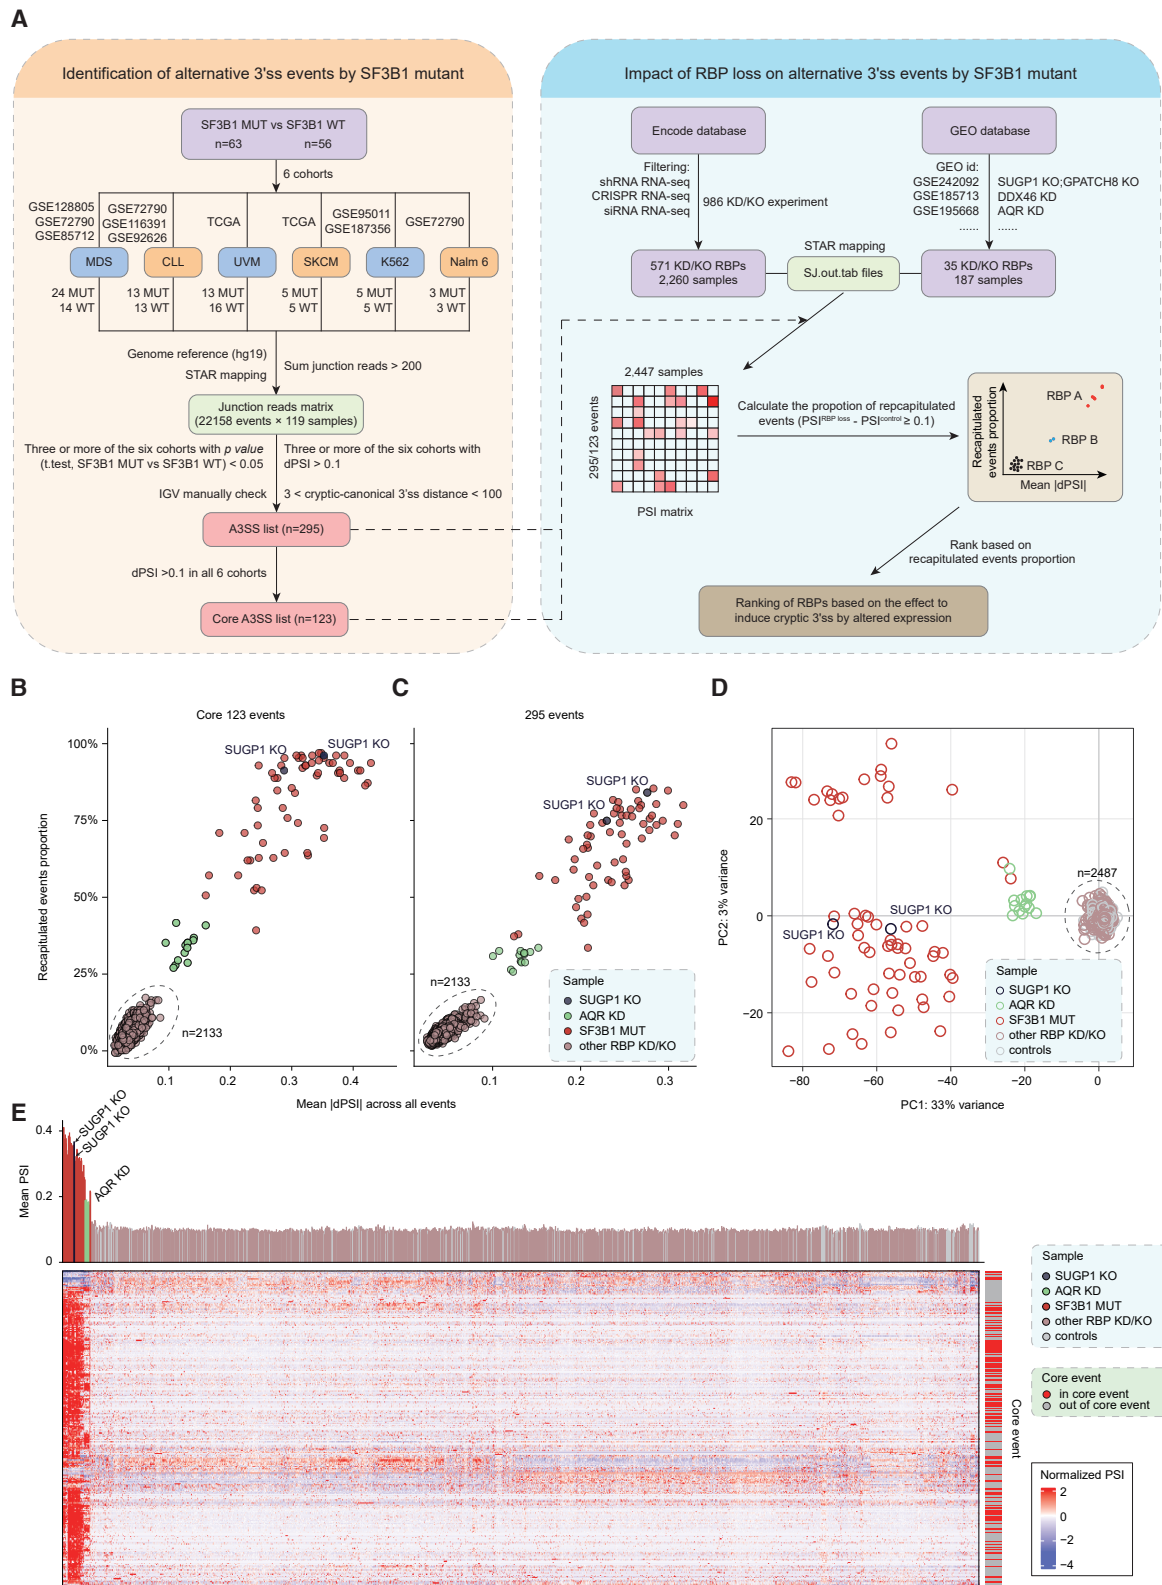 A
Identification of alternative 3'ss events by SF3B1 mutant
SF3B1 MUT vs SF3B1 WT
n=63 n=56
6 cohorts
GSE128805
GSE72790
GSE85712
GSE72790
GSE116391
GSE92626
TCGA
TCGA
GSE95011
GSE187356
GSE72790
MDS
CLL
UVM
SKCM
K562
Nalm 6
24 MUT
14 WT
13 MUT
13 WT
13 MUT
16 WT
5 MUT
5 WT
5 MUT
5 WT
3 MUT
3 WT
Genome reference (hg19)
STAR mapping
Sum junction reads > 200
Junction reads matrix
(22158 events × 119 samples)
Three or more of the six cohorts with p value
(t.test, SF3B1 MUT vs SF3B1 WT) < 0.05
Three or more of the six cohorts with
dPSI > 0.1
IGV manually check
3 < cryptic-canonical 3'ss distance < 100
A3SS list (n=295)
dPSI >0.1 in all 6 cohorts
Core A3SS list (n=123)
Impact of RBP loss on alternative 3'ss events by SF3B1 mutant
Encode database
GEO database
Filtering:
shRNA RNA-seq
CRISPR RNA-seq
siRNA RNA-seq
986 KD/KO experiment
GEO id:
GSE242092
GSE185713
GSE195668
......
SUGP1 KO;GPATCH8 KO
DDX46 KD
AQR KD
......
571 KD/KO RBPs
2,260 samples
STAR mapping
SJ.out.tab files
35 KD/KO RBPs
187 samples
2,447 samples
295/123 events
PSI matrix
Calculate the propotion of repcapitulated
events (PSIRBP loss - PSIcontrol ≥ 0.1)
Recapitulated
events proportion
RBP A
RBP B
RBP C
Mean |dPSI|
Rank based on
recapitulated events proportion
Ranking of RBPs based on the effect to
induce cryptic 3'ss by altered expression
B
Core 123 events
Recapitulated events proportion
100%
75%
50%
25%
0%
SUGP1 KO
SUGP1 KO
n=2133
0.1
0.2
0.3
0.4
Mean |dPSI| across all events
C
295 events
SUGP1 KO
SUGP1 KO
n=2133
Sample
SUGP1 KO
AQR KD
SF3B1 MUT
other RBP KD/KO
0.1
0.2
0.3
D
PC2: 3% variance
20
0
−20
n=2487
SUGP1 KO
SUGP1 KO
Sample
SUGP1 KO
AQR KD
SF3B1 MUT
other RBP KD/KO
controls
−80
−60
−40
−20
0
PC1: 33% variance
E
Mean PSI
0.4
0.2
0
SUGP1 KO
SUGP1 KO
AQR KD
Core event
Sample
SUGP1 KO
AQR KD
SF3B1 MUT
other RBP KD/KO
controls
Core event
in core event
out of core event
Normalized PSI
2
0
−2
−4